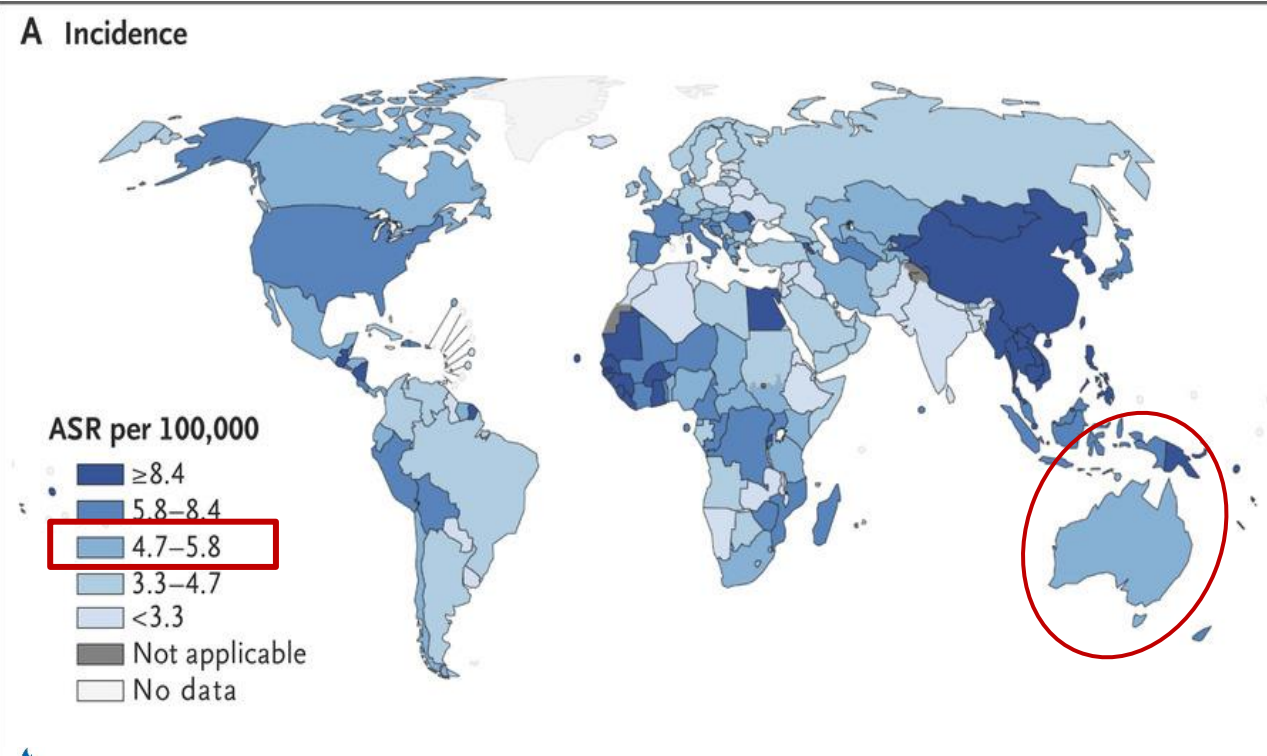 A Incidence
ASR per 100,000
≥8.4
5.8–8.4
4.7–5.8
3.3–4.7
<3.3
Not applicable
No data